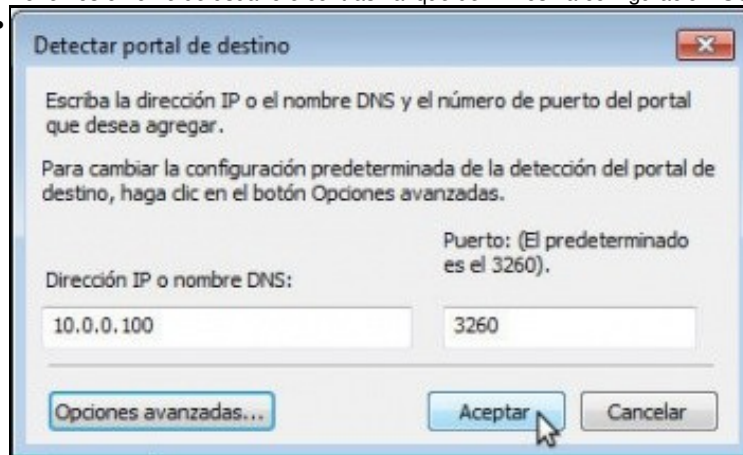 Detectar portal de destino
Escriba la dirección IP o el nombre DNS y el número de puerto del portal
que desea agregar.
Para cambiar la configuración predeterminada de la detección del portal de
destino, haga clic en el botón Opciones avanzadas.
Puerto: (El predeterminado
es el 3260).
Dirección IP o nombre DNS:
10.0.0.100
3260
Opciones avanzadas...
Aceptar
Cancelar